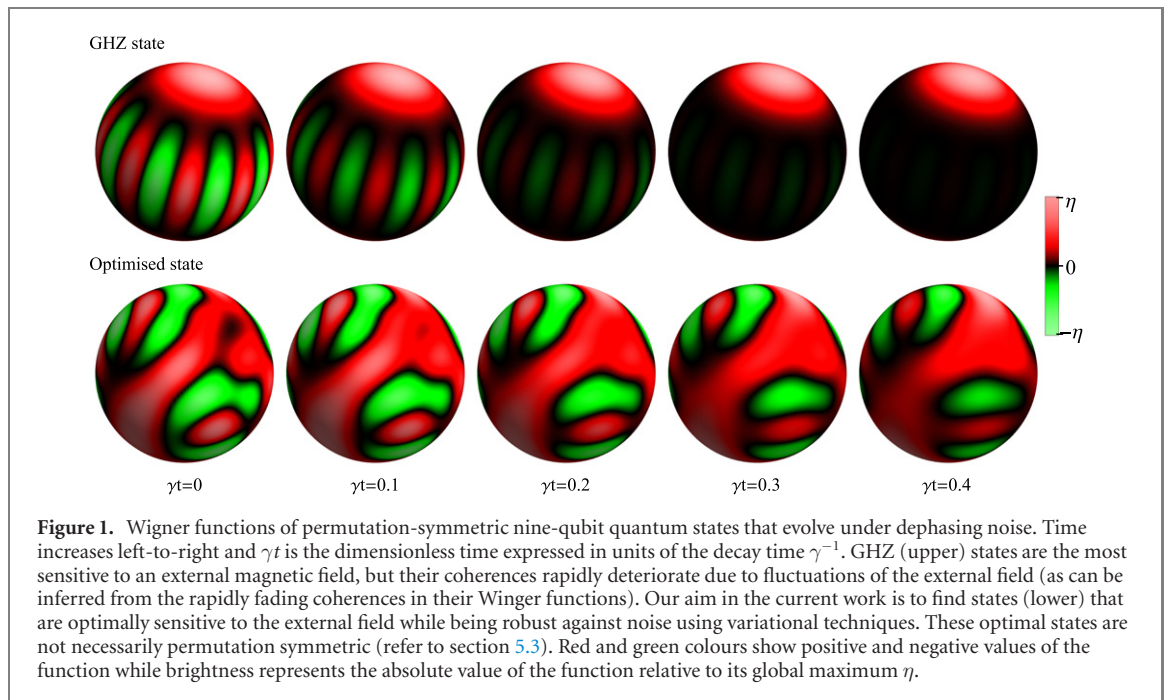 GHZ state
η
0
−η
Optimised state
γt=0 γt=0.1 γt=0.2 γt=0.3 γt=0.4
Figure 1. Wigner functions of permutation-symmetric nine-qubit quantum states that evolve under dephasing noise. Time
increases left-to-right and γt is the dimensionless time expressed in units of the decay time γ⁻¹. GHZ (upper) states are the most
sensitive to an external magnetic field, but their coherences rapidly deteriorate due to fluctuations of the external field (as can be
inferred from the rapidly fading coherences in their Winger functions). Our aim in the current work is to find states (lower) that
are optimally sensitive to the external field while being robust against noise using variational techniques. These optimal states are
not necessarily permutation symmetric (refer to section 5.3). Red and green colours show positive and negative values of the
function while brightness represents the absolute value of the function relative to its global maximum η.